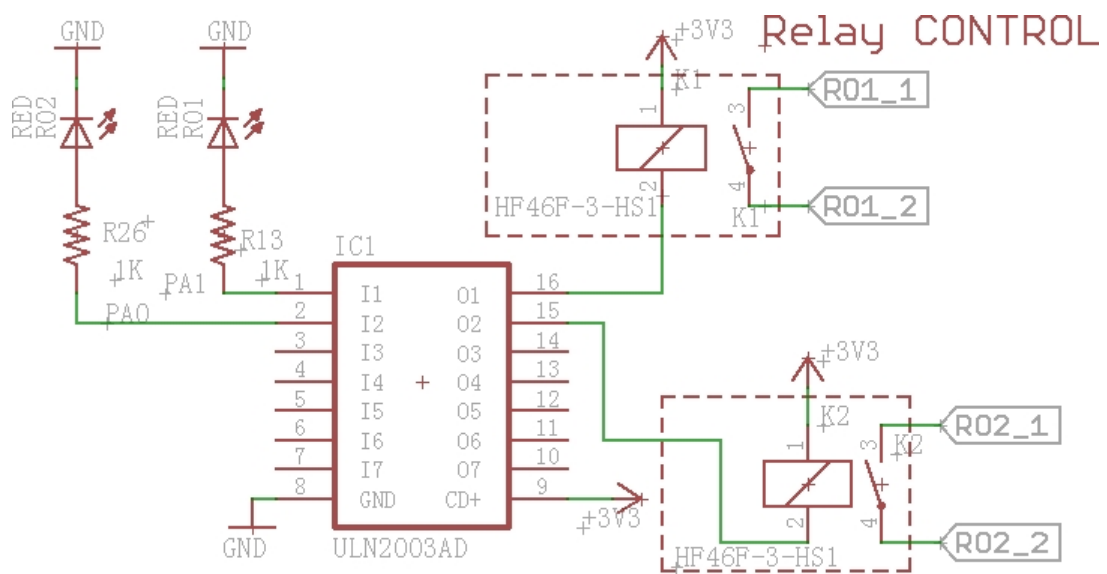 GND
GND
+3V3
Relay CONTROL
RED
RO2
RED
RO1
K1
1
3
RO1_1
2
4
RO1_2
HF46F-3-HS1
K1
R26
1K
R13
1K
PA1
PA0
IC1
1 I1 O1 16
2 I2 O2 15
3 I3 O3 14
4 I4 O4 13
5 I5 O5 12
6 I6 O6 11
7 I7 O7 10
8 GND CD+ 9
GND
ULN2003AD
+3V3
+3V3
K2
1
3
K2
RO2_1
2
4
RO2_2
HF46F-3-HS1